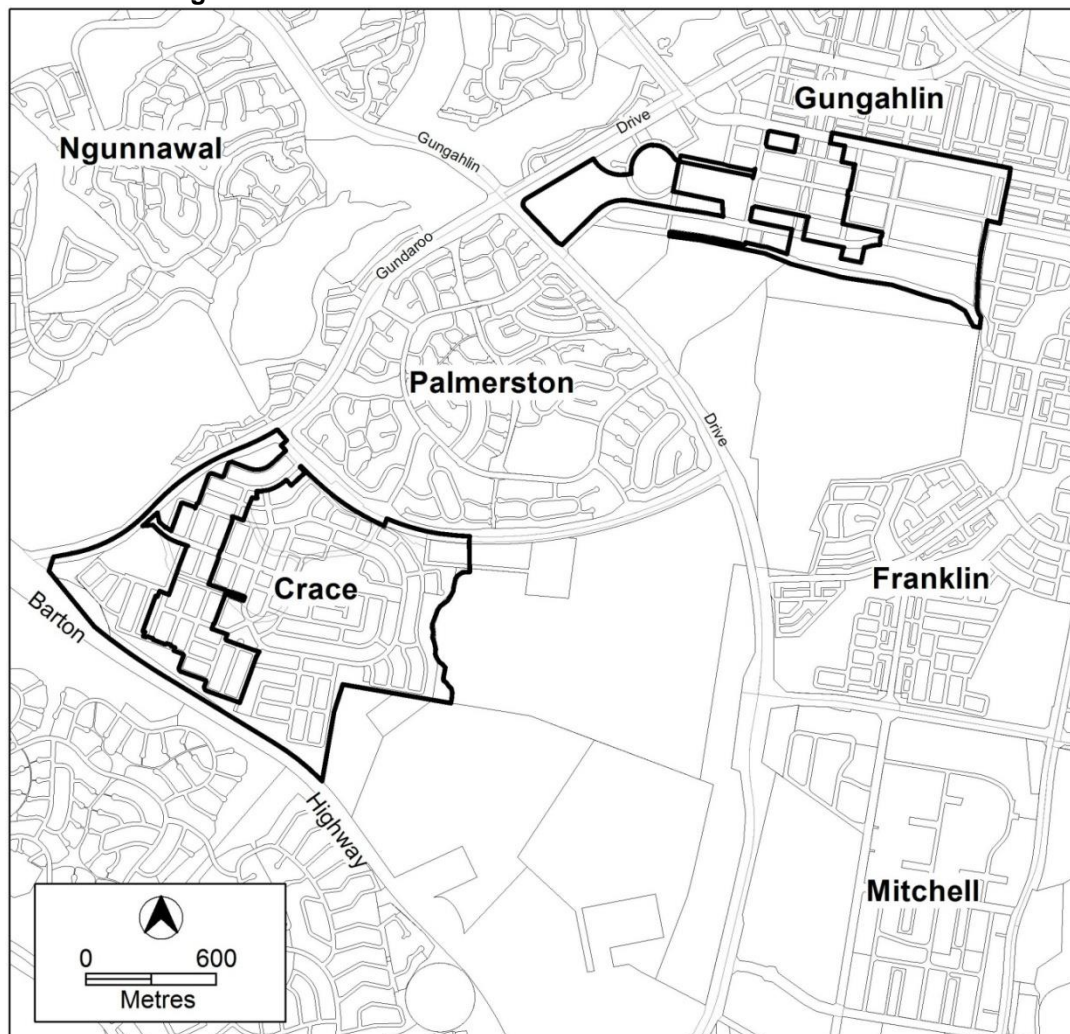 Gungahlin
Drive
Ngunnawal
Gungahlin
Gundaroo
Palmerston
Drive
Crace
Franklin
Barton
Highway
Mitchell
0 600
Metres